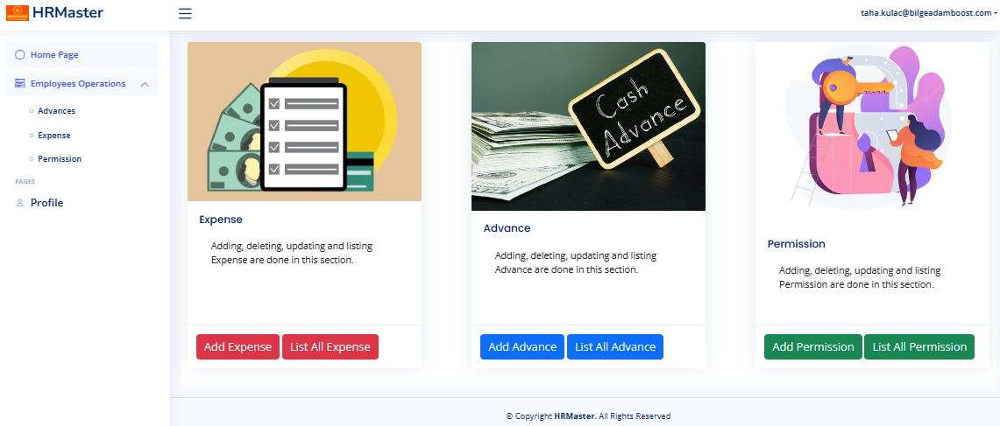 HRMaster
taha.kulac@bilgeadamboost.com
Home Page
Employees Operations
Advances
Expense
Permission
PAGES
Profile
Expense
Adding, deleting, updating and listing
Expense are done in this section.
Add Expense
List All Expense
Cash
Advance
Advance
Adding, deleting, updating and listing
Advance are done in this section.
Add Advance
List All Advance
Permission
Adding, deleting, updating and listing
Permission are done in this section.
Add Permission
List All Permission
© Copyright HRMaster. All Rights Reserved